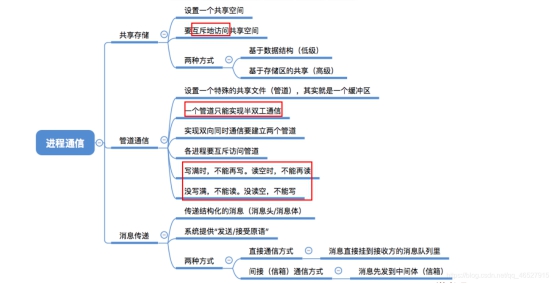 设置一个共享空间
共享存储
要互斥地访问共享空间
基于数据结构（低级）
两种方式
基于存储区的共享（高级）
设置一个特殊的共享文件（管道），其实就是一个缓冲区
一个管道只能实现半双工通信
进程通信
管道通信
实现双向同时通信要建立两个管道
各进程要互斥访问管道
写满时，不能再写。读空时，不能再读
没写满，不能读。没读空，不能写
传递结构化的消息（消息头/消息体）
消息传递
系统提供“发送/接受原语”
直接通信方式
消息直接挂到接收方的消息队列里
两种方式
间接（信箱）通信方式
消息先发到中间体（信箱）